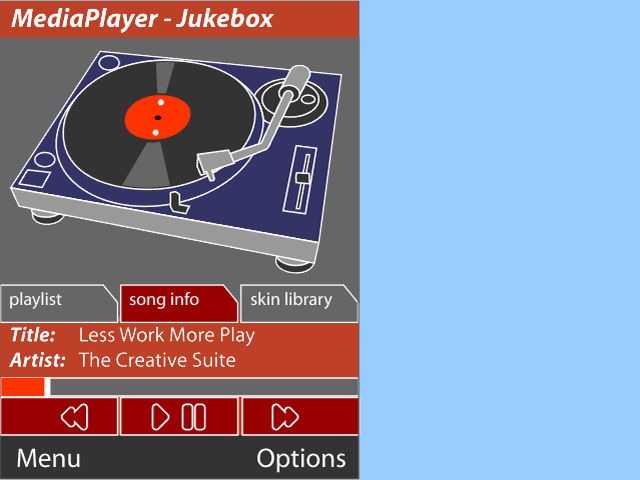 MediaPlayer - Jukebox
playlist song info skin library
Title: Less Work More Play
Artist: The Creative Suite
Menu Options